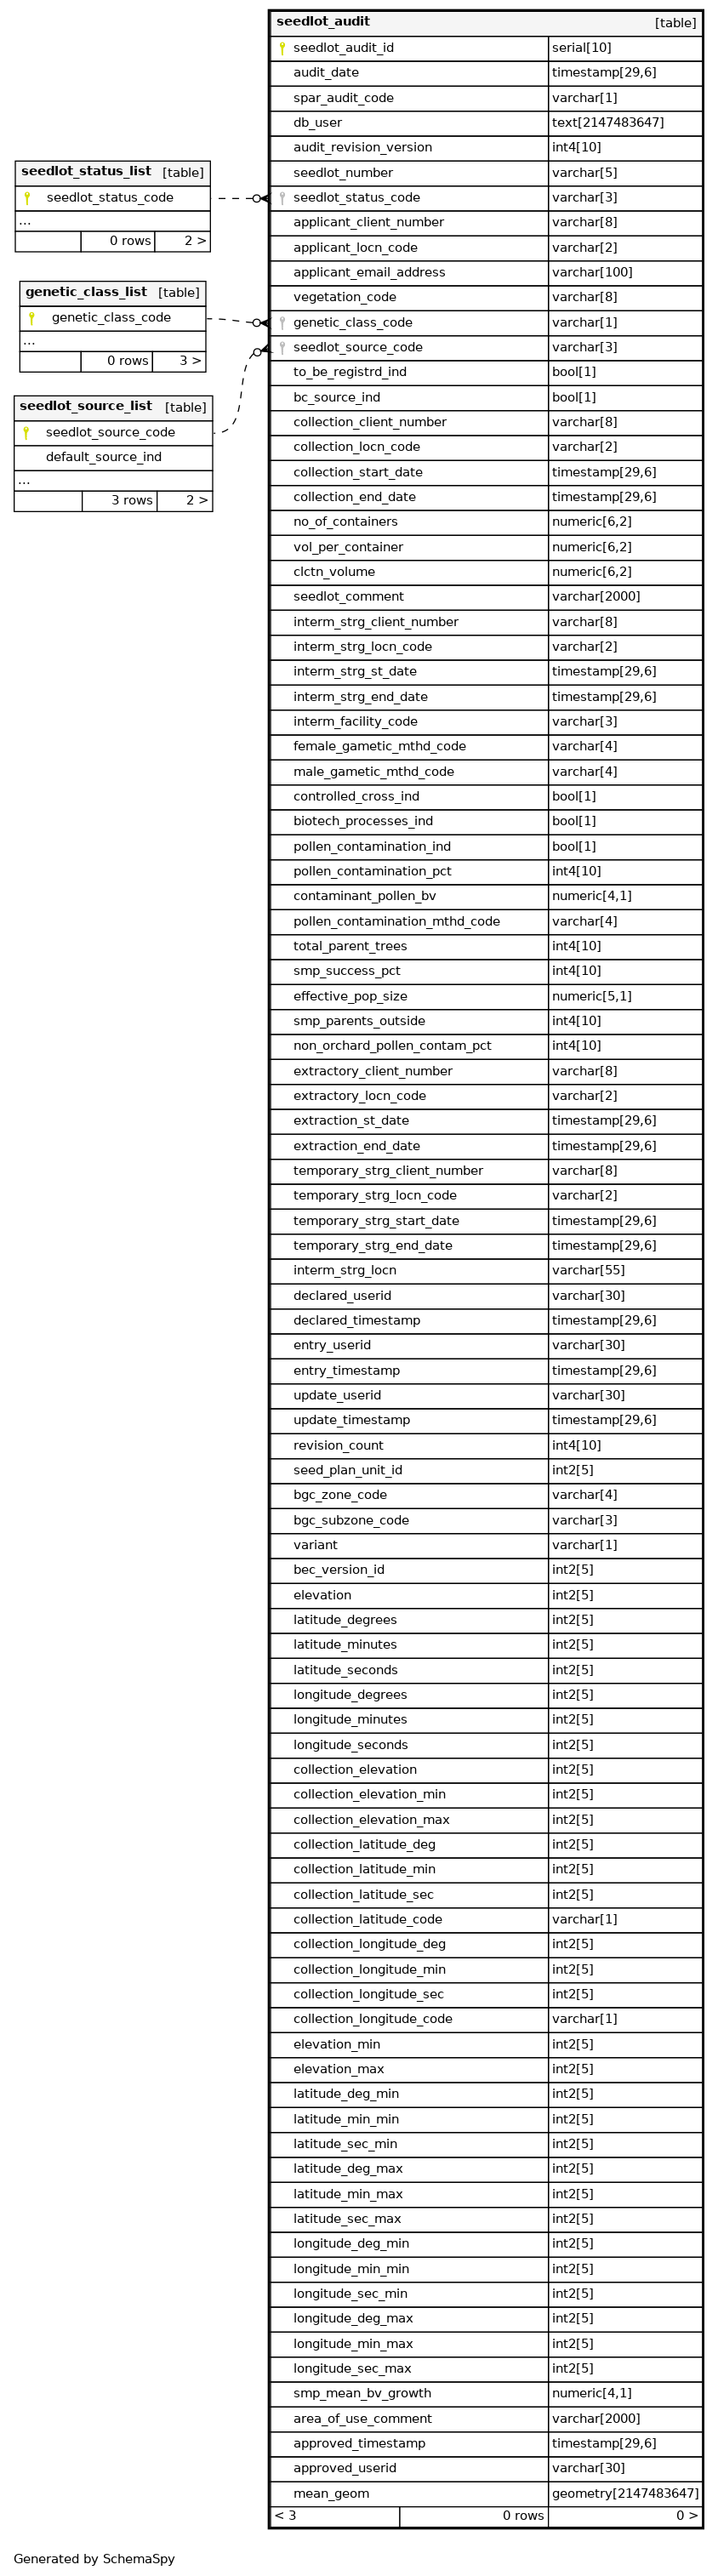 seedlot_audit [table]
seedlot_audit_id serial[10]
audit_date timestamp[29,6]
spar_audit_code varchar[1]
db_user text[2147483647]
audit_revision_version int4[10]
seedlot_number varchar[5]
seedlot_status_code varchar[3]
applicant_client_number varchar[8]
applicant_locn_code varchar[2]
applicant_email_address varchar[100]
vegetation_code varchar[8]
genetic_class_code varchar[1]
seedlot_source_code varchar[3]
to_be_registrd_ind bool[1]
bc_source_ind bool[1]
collection_client_number varchar[8]
collection_locn_code varchar[2]
collection_start_date timestamp[29,6]
collection_end_date timestamp[29,6]
no_of_containers numeric[6,2]
vol_per_container numeric[6,2]
clctn_volume numeric[6,2]
seedlot_comment varchar[2000]
interm_strg_client_number varchar[8]
interm_strg_locn_code varchar[2]
interm_strg_st_date timestamp[29,6]
interm_strg_end_date timestamp[29,6]
interm_facility_code varchar[3]
female_gametic_mthd_code varchar[4]
male_gametic_mthd_code varchar[4]
controlled_cross_ind bool[1]
biotech_processes_ind bool[1]
pollen_contamination_ind bool[1]
pollen_contamination_pct int4[10]
contaminant_pollen_bv numeric[4,1]
pollen_contamination_mthd_code varchar[4]
total_parent_trees int4[10]
smp_success_pct int4[10]
effective_pop_size numeric[5,1]
smp_parents_outside int4[10]
non_orchard_pollen_contam_pct int4[10]
extractory_client_number varchar[8]
extractory_locn_code varchar[2]
extraction_st_date timestamp[29,6]
extraction_end_date timestamp[29,6]
temporary_strg_client_number varchar[8]
temporary_strg_locn_code varchar[2]
temporary_strg_start_date timestamp[29,6]
temporary_strg_end_date timestamp[29,6]
interm_strg_locn varchar[55]
declared_userid varchar[30]
declared_timestamp timestamp[29,6]
entry_userid varchar[30]
entry_timestamp timestamp[29,6]
update_userid varchar[30]
update_timestamp timestamp[29,6]
revision_count int4[10]
seed_plan_unit_id int2[5]
bgc_zone_code varchar[4]
bgc_subzone_code varchar[3]
variant varchar[1]
bec_version_id int2[5]
elevation int2[5]
latitude_degrees int2[5]
latitude_minutes int2[5]
latitude_seconds int2[5]
longitude_degrees int2[5]
longitude_minutes int2[5]
longitude_seconds int2[5]
collection_elevation int2[5]
collection_elevation_min int2[5]
collection_elevation_max int2[5]
collection_latitude_deg int2[5]
collection_latitude_min int2[5]
collection_latitude_sec int2[5]
collection_latitude_code varchar[1]
collection_longitude_deg int2[5]
collection_longitude_min int2[5]
collection_longitude_sec int2[5]
collection_longitude_code varchar[1]
elevation_min int2[5]
elevation_max int2[5]
latitude_deg_min int2[5]
latitude_min_min int2[5]
latitude_sec_min int2[5]
latitude_deg_max int2[5]
latitude_min_max int2[5]
latitude_sec_max int2[5]
longitude_deg_min int2[5]
longitude_min_min int2[5]
longitude_sec_min int2[5]
longitude_deg_max int2[5]
longitude_min_max int2[5]
longitude_sec_max int2[5]
smp_mean_bv_growth numeric[4,1]
area_of_use_comment varchar[2000]
approved_timestamp timestamp[29,6]
approved_userid varchar[30]
mean_geom geometry[2147483647]
< 3 0 rows 0 >
seedlot_status_list [table]
seedlot_status_code
...
0 rows 2 >
genetic_class_list [table]
genetic_class_code
...
0 rows 3 >
seedlot_source_list [table]
seedlot_source_code
default_source_ind
...
3 rows 2 >
Generated by SchemaSpy